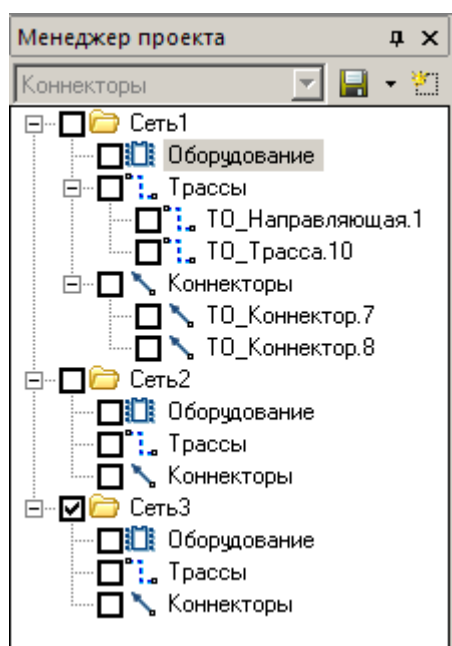 Менеджер проекта
Коннекторы
Сеть1
Оборудование
Трассы
ТО_Направляющая.1
ТО_Трасса.10
Коннекторы
ТО_Коннектор.7
ТО_Коннектор.8
Сеть2
Оборудование
Трассы
Коннекторы
Сеть3
Оборудование
Трассы
Коннекторы